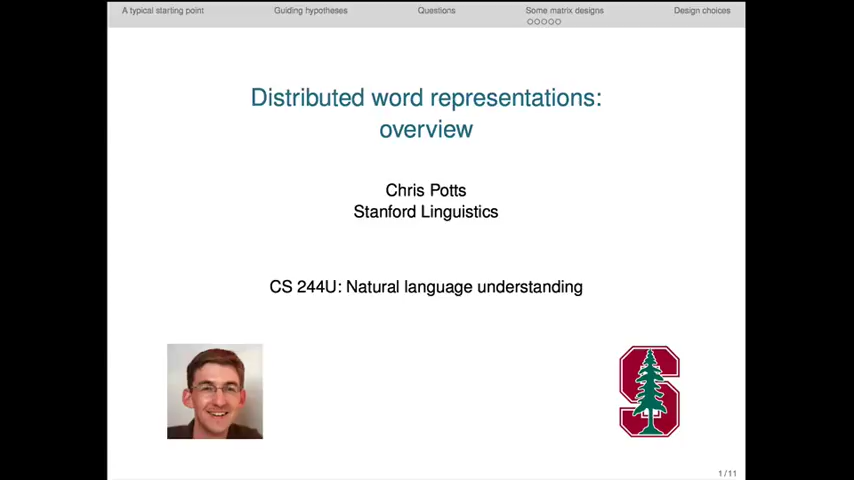 A typical starting point Guiding hypotheses Questions Some matrix designs Design choices
Distributed word representations:
overview
Chris Potts
Stanford Linguistics
CS 244U: Natural language understanding
S
1 / 11